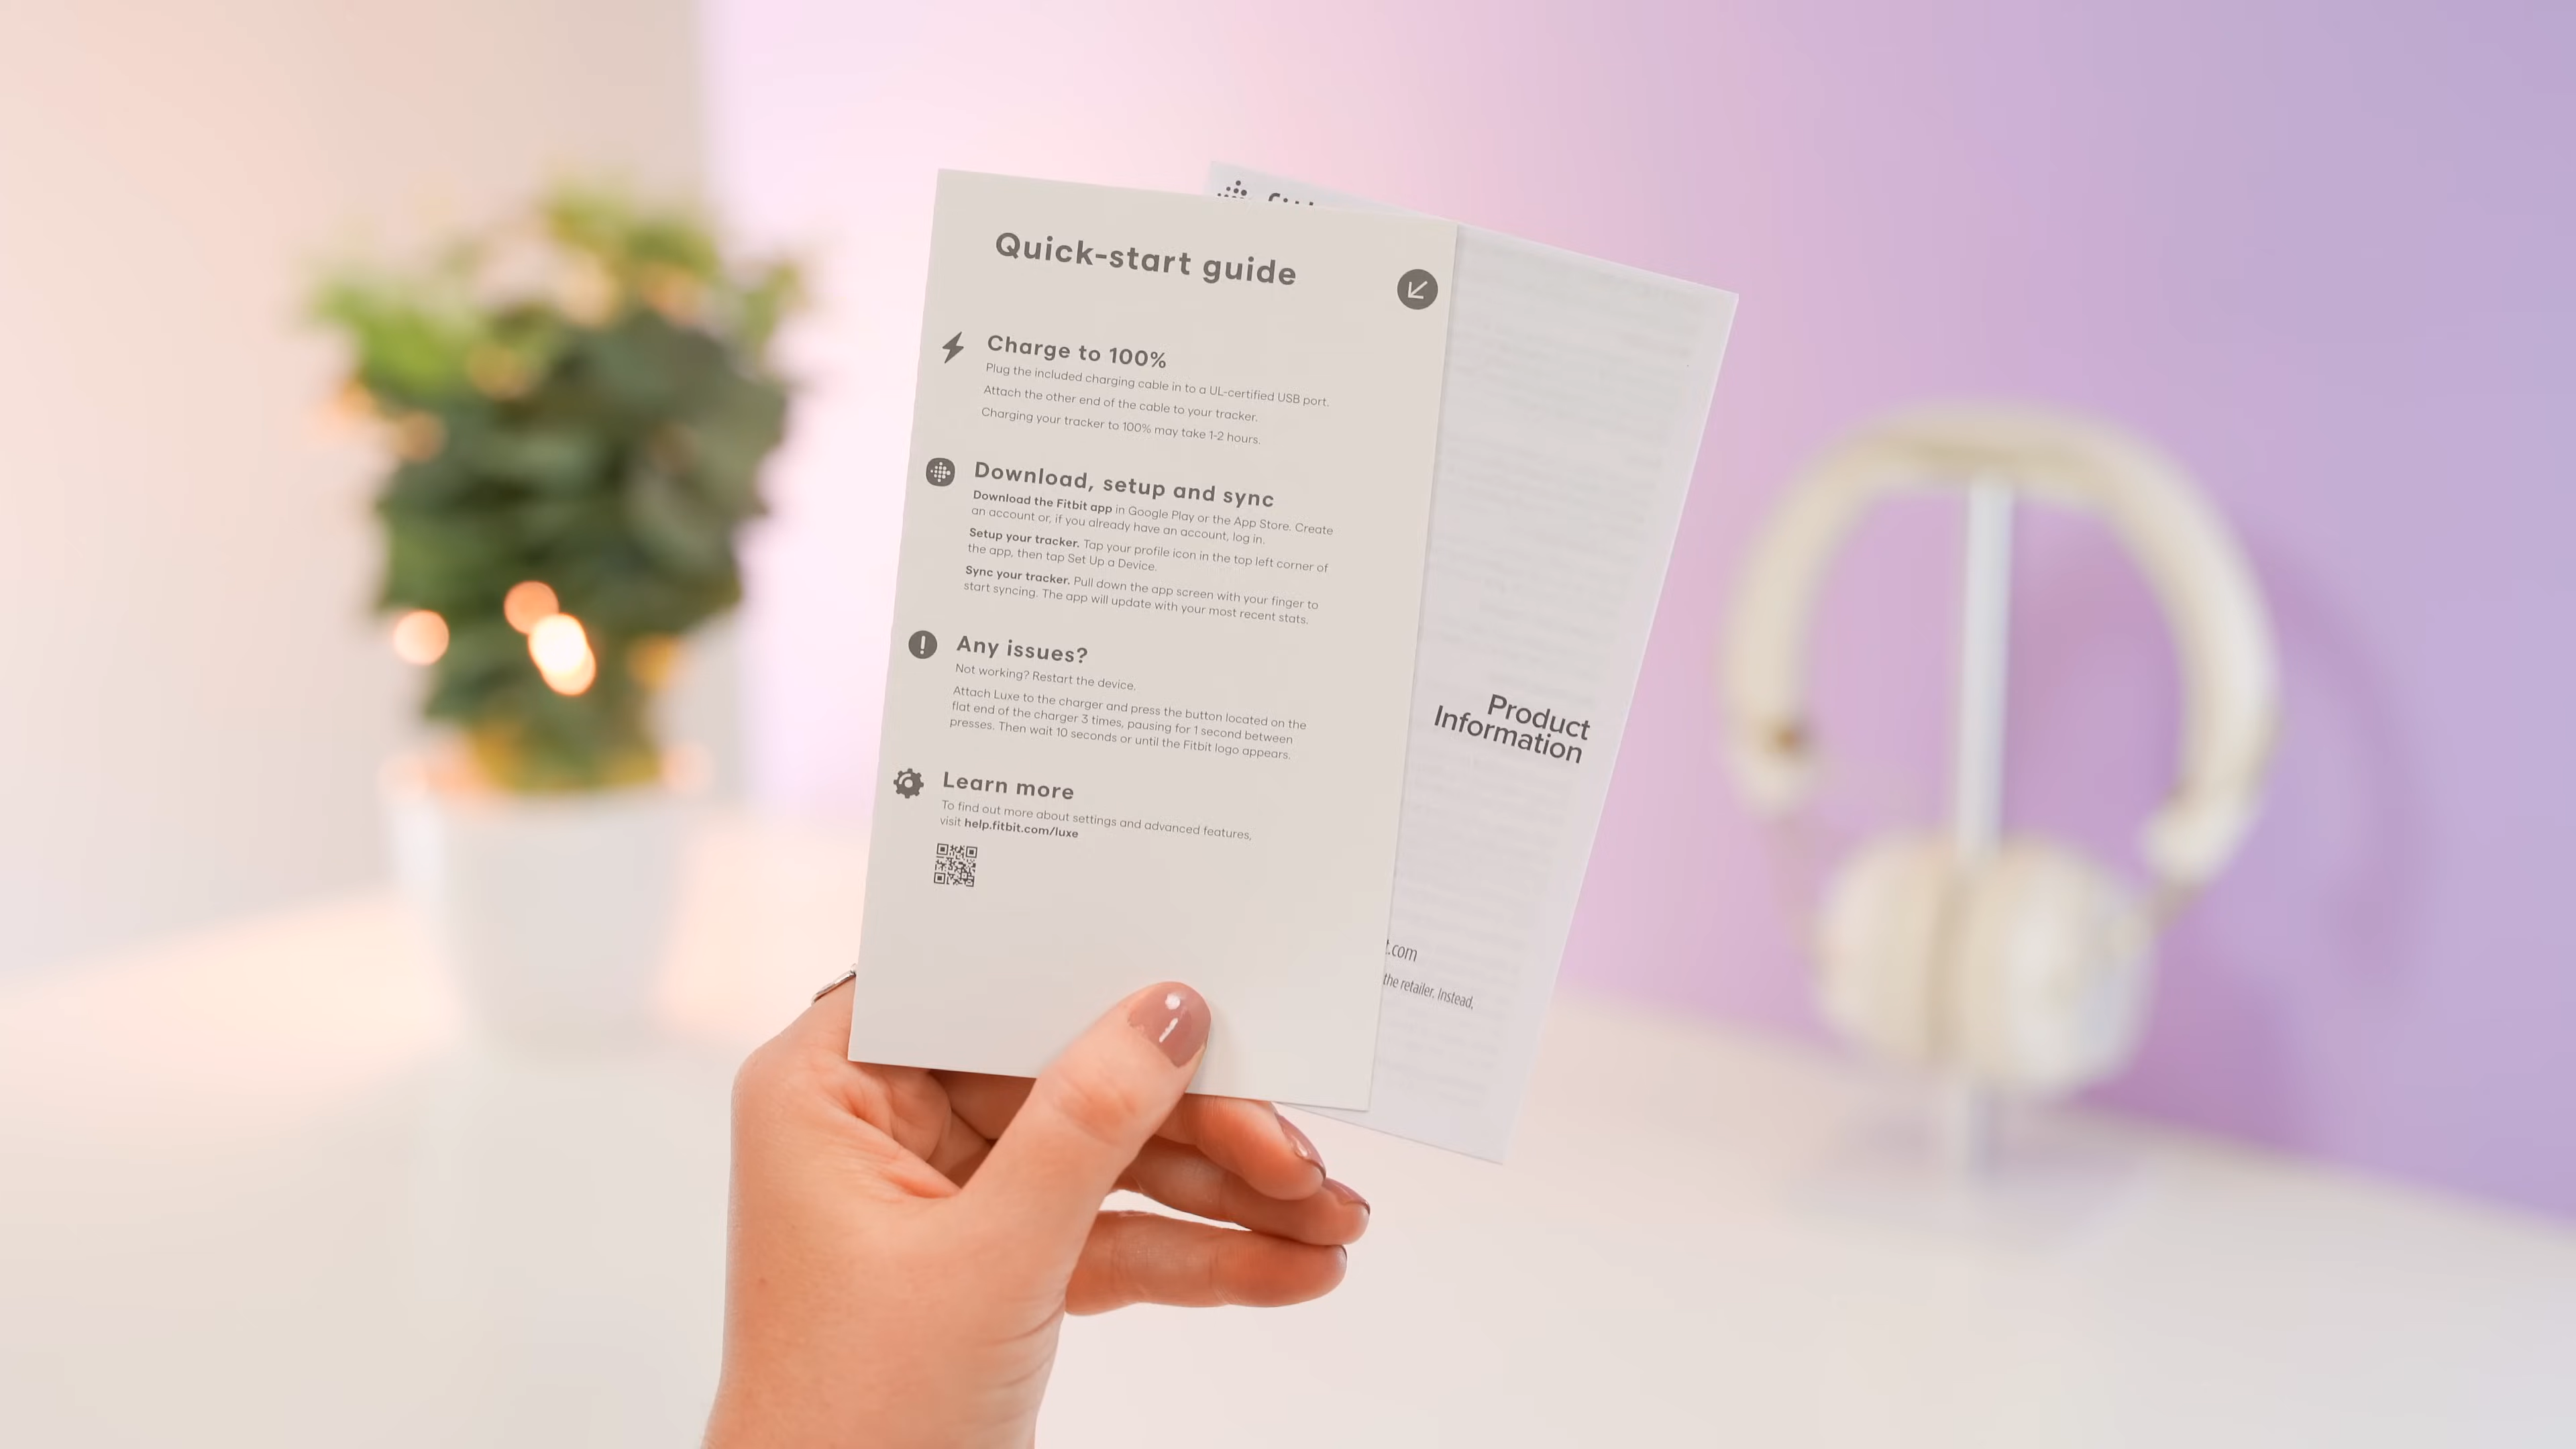 Quick-start guide
Charge to 100%
Plug the included charging cable in to a UL-certified USB port.
Attach the other end of the cable to your tracker.
Charging your tracker to 100% may take 1-2 hours.
Download, setup and sync
Download the Fitbit app in Google Play or the App Store. Create
an account or, if you already have an account, log in.
Setup your tracker. Tap your profile icon in the top left corner of
the app, then tap Set Up a Device.
Sync your tracker. Pull down the app screen with your finger to
start syncing. The app will update with your most recent stats.
Any issues?
Not working? Restart the device.
Attach Luxe to the charger and press the button located on the
flat end of the charger 3 times, pausing for 1 second between
presses. Then wait 10 seconds or until the Fitbit logo appears.
Learn more
To find out more about settings and advanced features,
visit help.fitbit.com/luxe
Product
Information
t.com
the retailer. Instead,